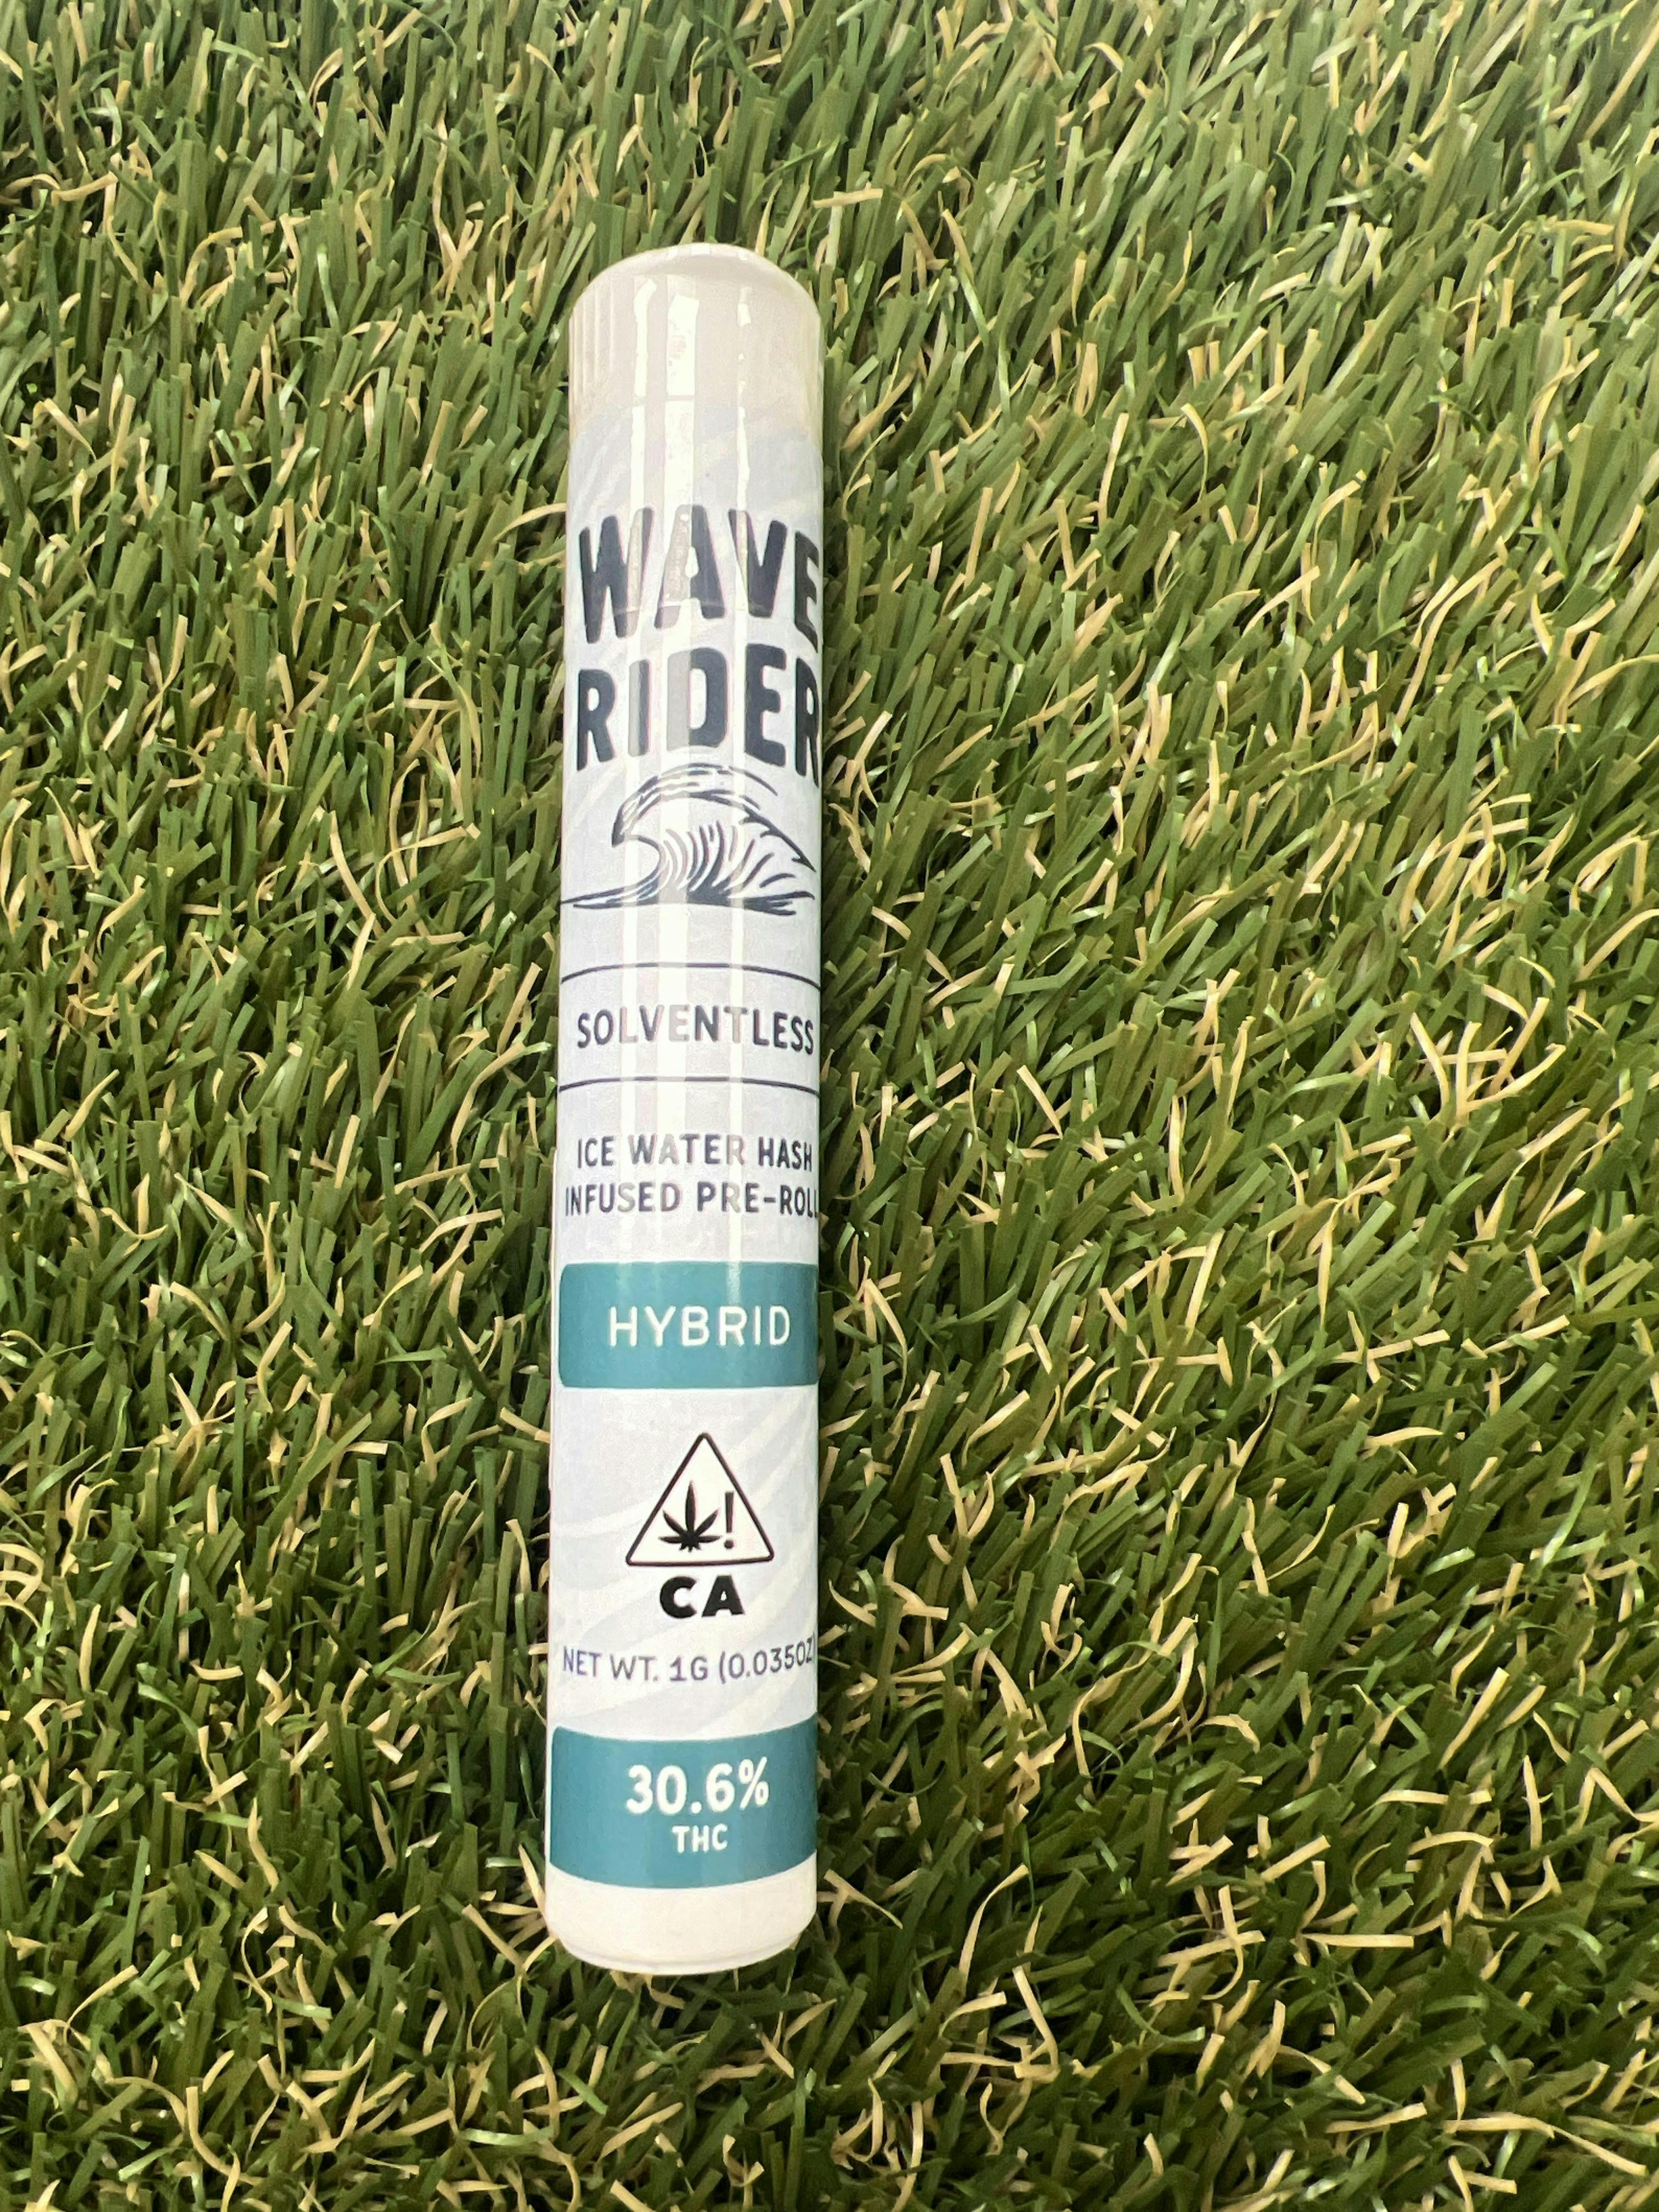 WAVE
RIDER
SOLVENTLESS
ICE WATER HASH
INFUSED PRE-ROLL
HYBRID
!
CA
NET WT. 1G (0.035OZ)
30.6%
THC